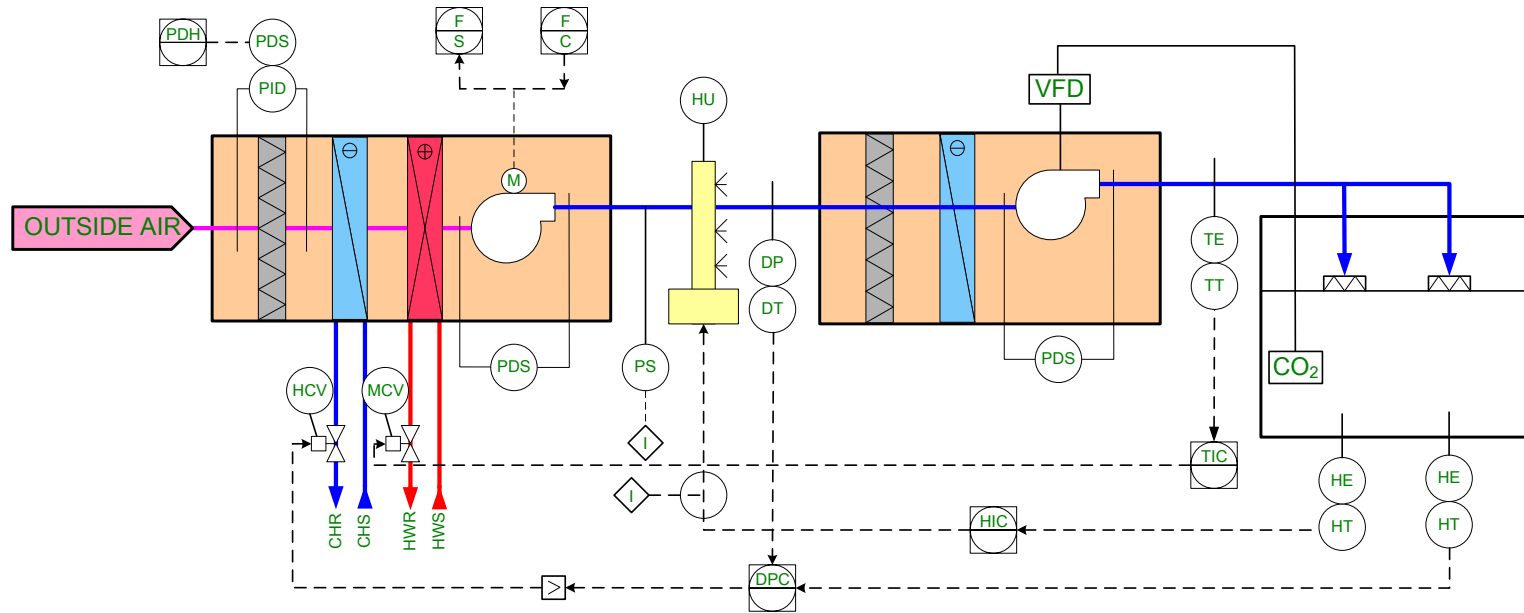 PDH
PDS
F
S
F
C
PID
HU
VFD
M
OUTSIDE AIR
DP
DT
TE
TT
PDS
PS
PDS
CO₂
HCV
MCV
I
TIC
I
HE
HT
HE
HT
HIC
CHR
CHS
HWR
HWS
>
DPC